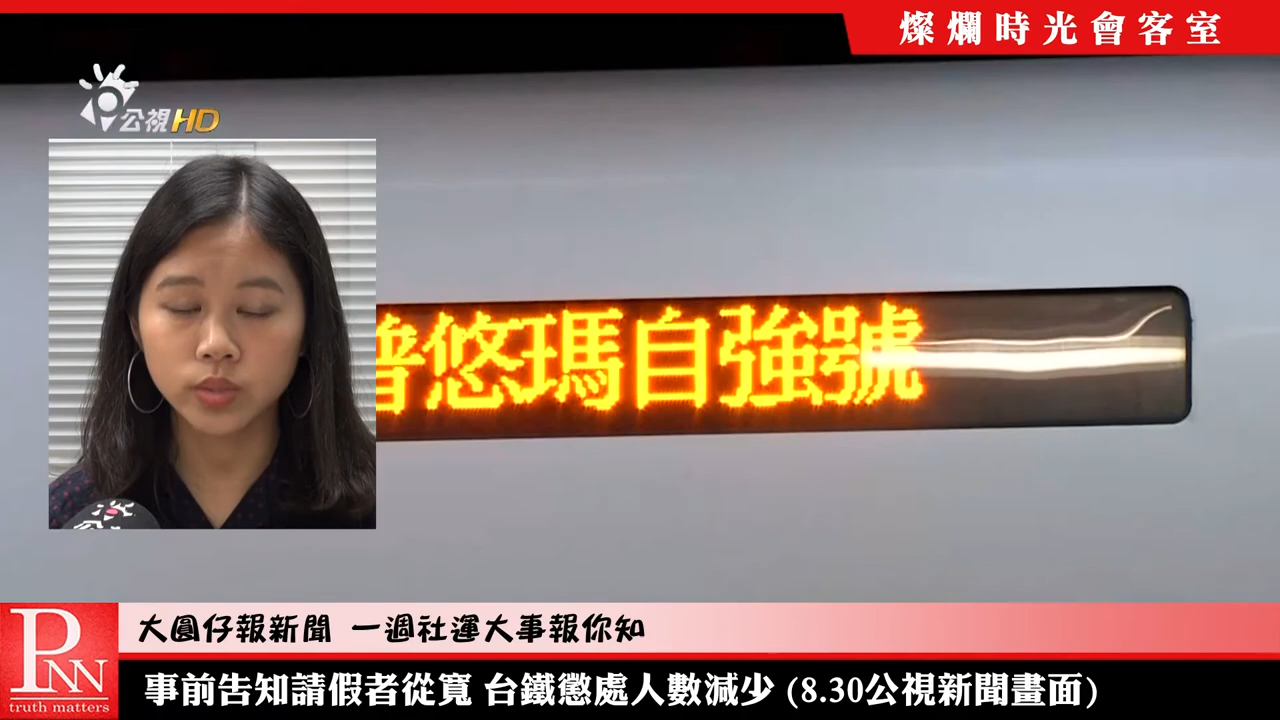 燦爛時光會客室
公視HD
普悠瑪自強號
大圓仔報新聞 一週社運大事報你知
事前告知請假者從寬 台鐵懲處人數減少 (8.30公視新聞畫面)
PNN
truth matters